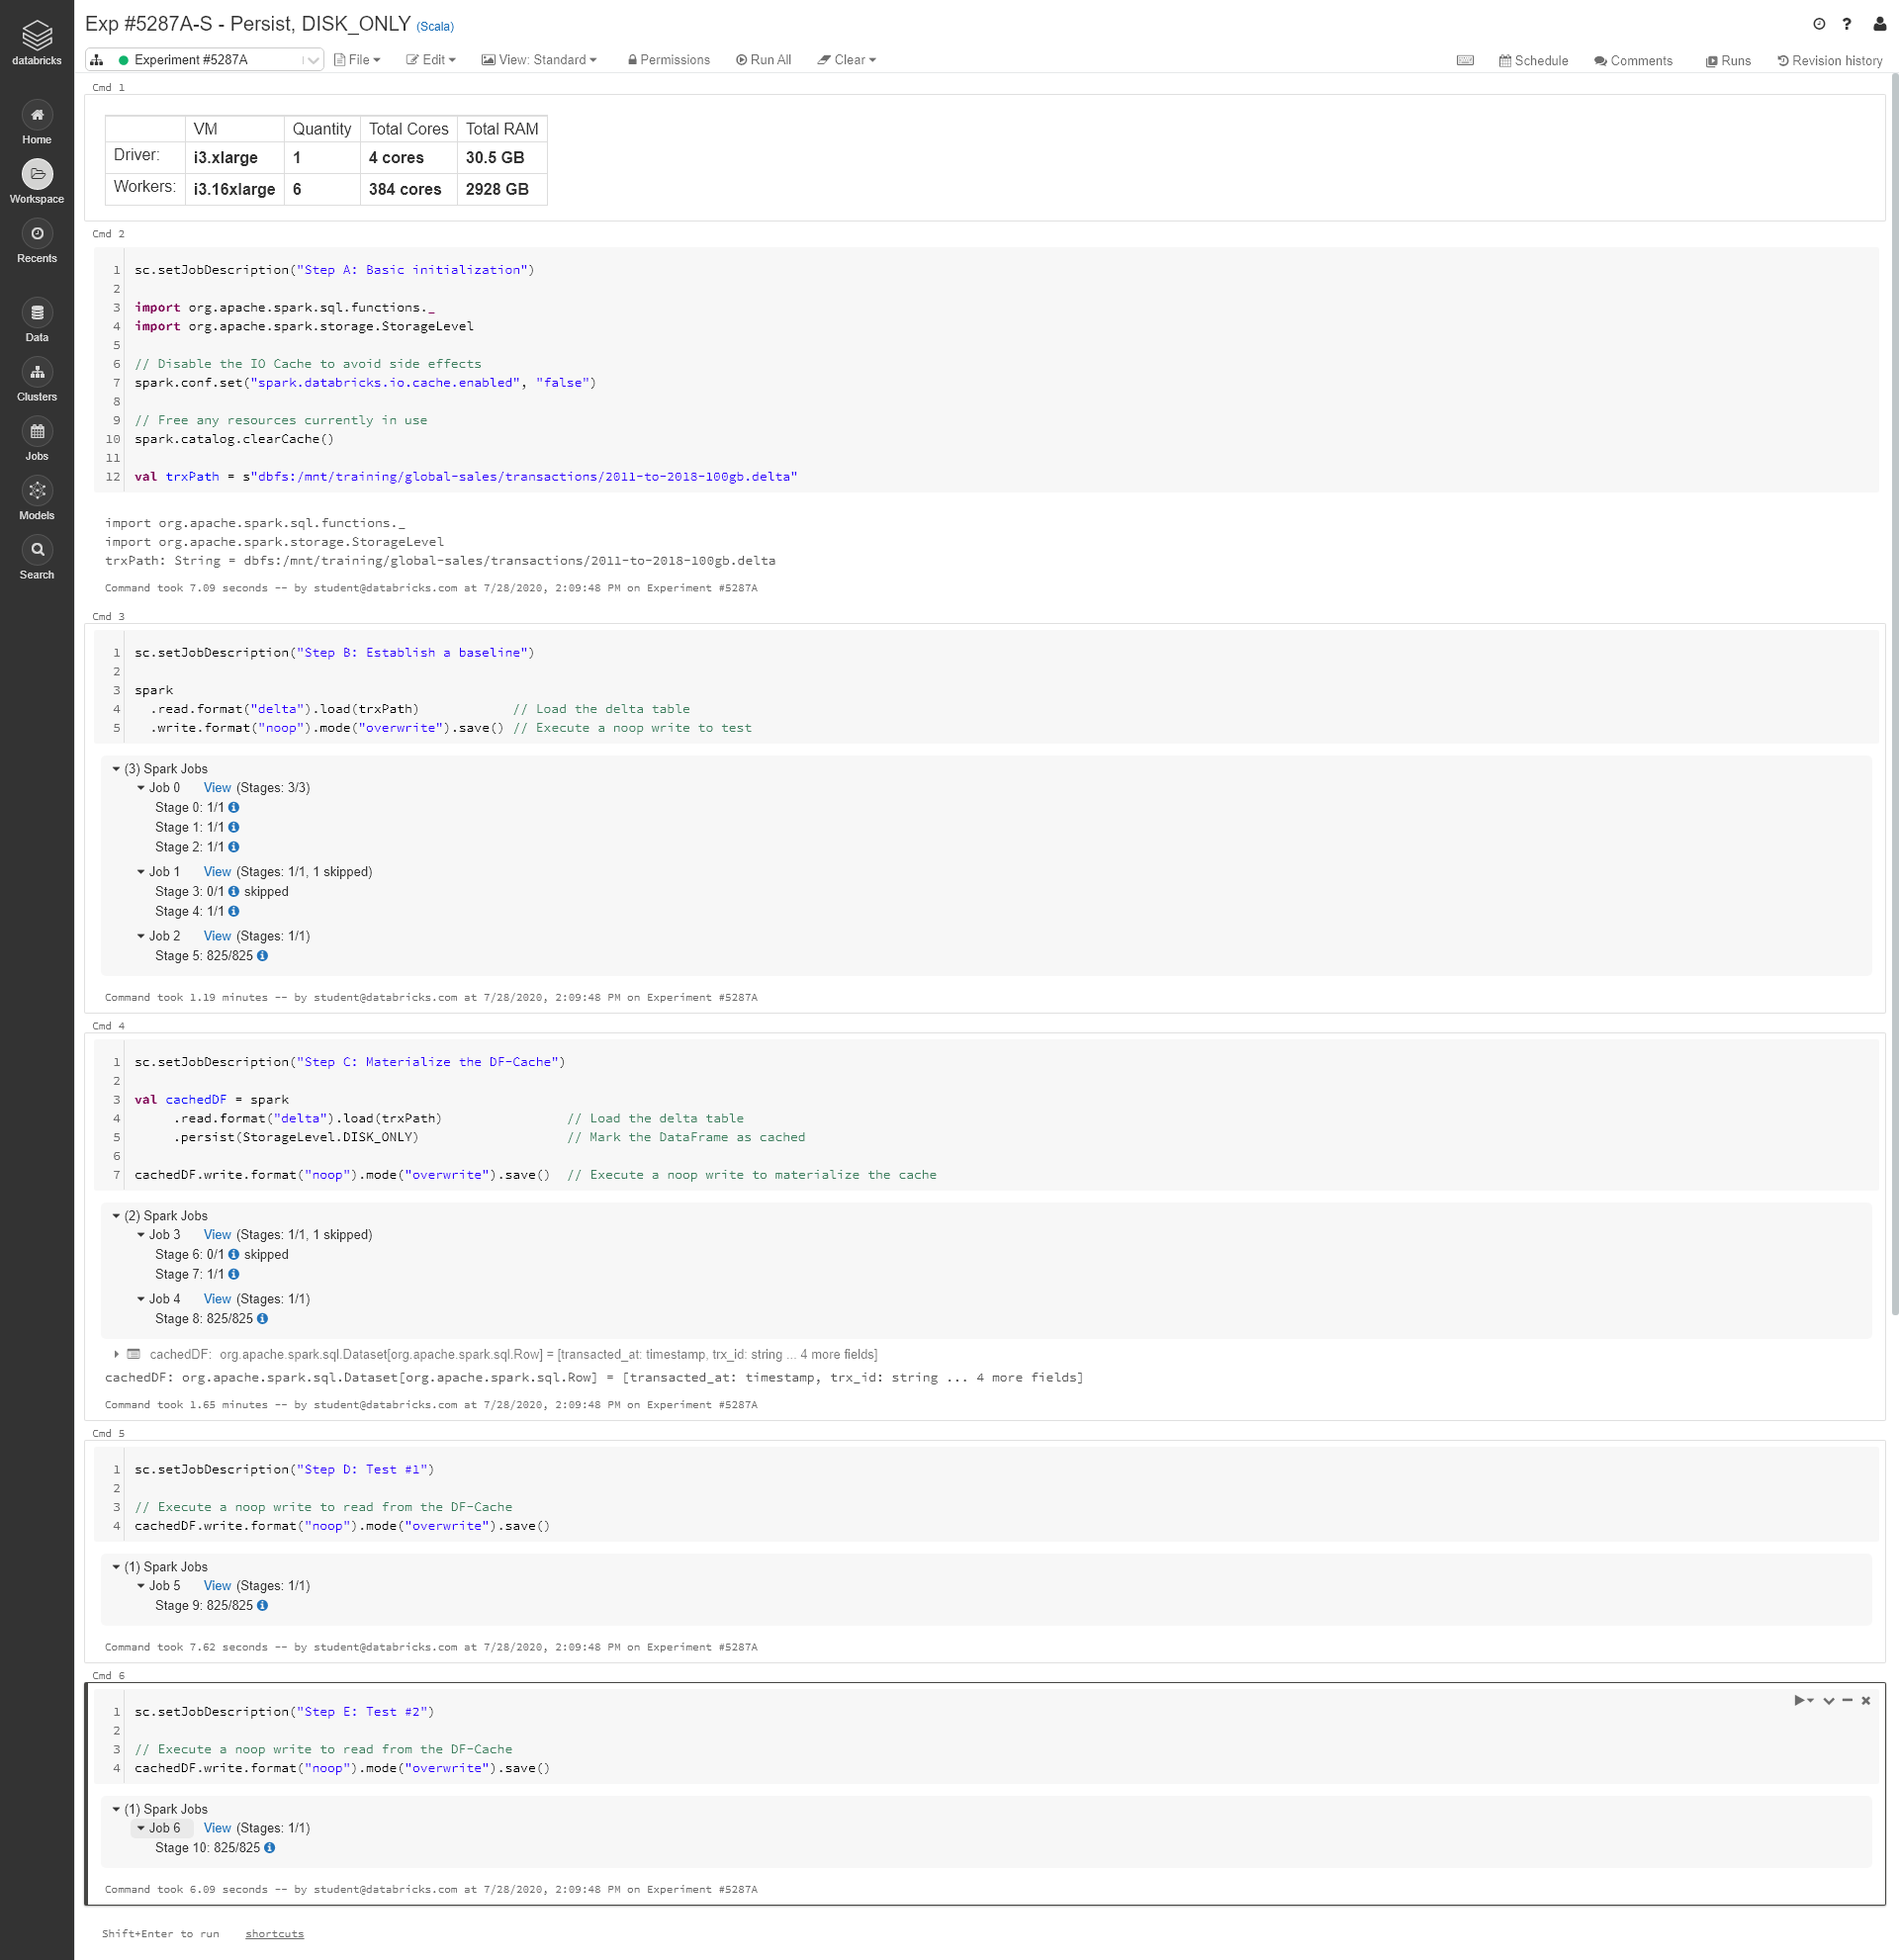 Exp #5287A-S - Persist, DISK_ONLY (Scala)
databricks
Experiment #5287A File Edit View: Standard Permissions Run All Clear Schedule Comments Runs Revision history
Home
Workspace
Recents
Data
Clusters
Jobs
Models
Search
Cmd 1
VM Quantity Total Cores Total RAM
Driver: i3.xlarge 1 4 cores 30.5 GB
Workers: i3.16xlarge 6 384 cores 2928 GB
Cmd 2
1 sc.setJobDescription("Step A: Basic initialization")
2
3 import org.apache.spark.sql.functions._
4 import org.apache.spark.storage.StorageLevel
5
6 // Disable the IO Cache to avoid side effects
7 spark.conf.set("spark.databricks.io.cache.enabled", "false")
8
9 // Free any resources currently in use
10 spark.catalog.clearCache()
11
12 val trxPath = s"dbfs:/mnt/training/global-sales/transactions/2011-to-2018-100gb.delta"
import org.apache.spark.sql.functions._
import org.apache.spark.storage.StorageLevel
trxPath: String = dbfs:/mnt/training/global-sales/transactions/2011-to-2018-100gb.delta
Command took 7.09 seconds -- by student@databricks.com at 7/28/2020, 2:09:48 PM on Experiment #5287A
Cmd 3
1 sc.setJobDescription("Step B: Establish a baseline")
2
3 spark
4 .read.format("delta").load(trxPath) // Load the delta table
5 .write.format("noop").mode("overwrite").save() // Execute a noop write to test
(3) Spark Jobs
Job 0 View (Stages: 3/3)
Stage 0: 1/1
Stage 1: 1/1
Stage 2: 1/1
Job 1 View (Stages: 1/1, 1 skipped)
Stage 3: 0/1 skipped
Stage 4: 1/1
Job 2 View (Stages: 1/1)
Stage 5: 825/825
Command took 1.19 minutes -- by student@databricks.com at 7/28/2020, 2:09:48 PM on Experiment #5287A
Cmd 4
1 sc.setJobDescription("Step C: Materialize the DF-Cache")
2
3 val cachedDF = spark
4 .read.format("delta").load(trxPath) // Load the delta table
5 .persist(StorageLevel.DISK_ONLY) // Mark the DataFrame as cached
6
7 cachedDF.write.format("noop").mode("overwrite").save() // Execute a noop write to materialize the cache
(2) Spark Jobs
Job 3 View (Stages: 1/1, 1 skipped)
Stage 6: 0/1 skipped
Stage 7: 1/1
Job 4 View (Stages: 1/1)
Stage 8: 825/825
cachedDF: org.apache.spark.sql.Dataset[org.apache.spark.sql.Row] = [transacted_at: timestamp, trx_id: string ... 4 more fields]
cachedDF: org.apache.spark.sql.Dataset[org.apache.spark.sql.Row] = [transacted_at: timestamp, trx_id: string ... 4 more fields]
Command took 1.65 minutes -- by student@databricks.com at 7/28/2020, 2:09:48 PM on Experiment #5287A
Cmd 5
1 sc.setJobDescription("Step D: Test #1")
2
3 // Execute a noop write to read from the DF-Cache
4 cachedDF.write.format("noop").mode("overwrite").save()
(1) Spark Jobs
Job 5 View (Stages: 1/1)
Stage 9: 825/825
Command took 7.62 seconds -- by student@databricks.com at 7/28/2020, 2:09:48 PM on Experiment #5287A
Cmd 6
1 sc.setJobDescription("Step E: Test #2")
2
3 // Execute a noop write to read from the DF-Cache
4 cachedDF.write.format("noop").mode("overwrite").save()
(1) Spark Jobs
Job 6 View (Stages: 1/1)
Stage 10: 825/825
Command took 6.09 seconds -- by student@databricks.com at 7/28/2020, 2:09:48 PM on Experiment #5287A
Shift+Enter to run shortcuts